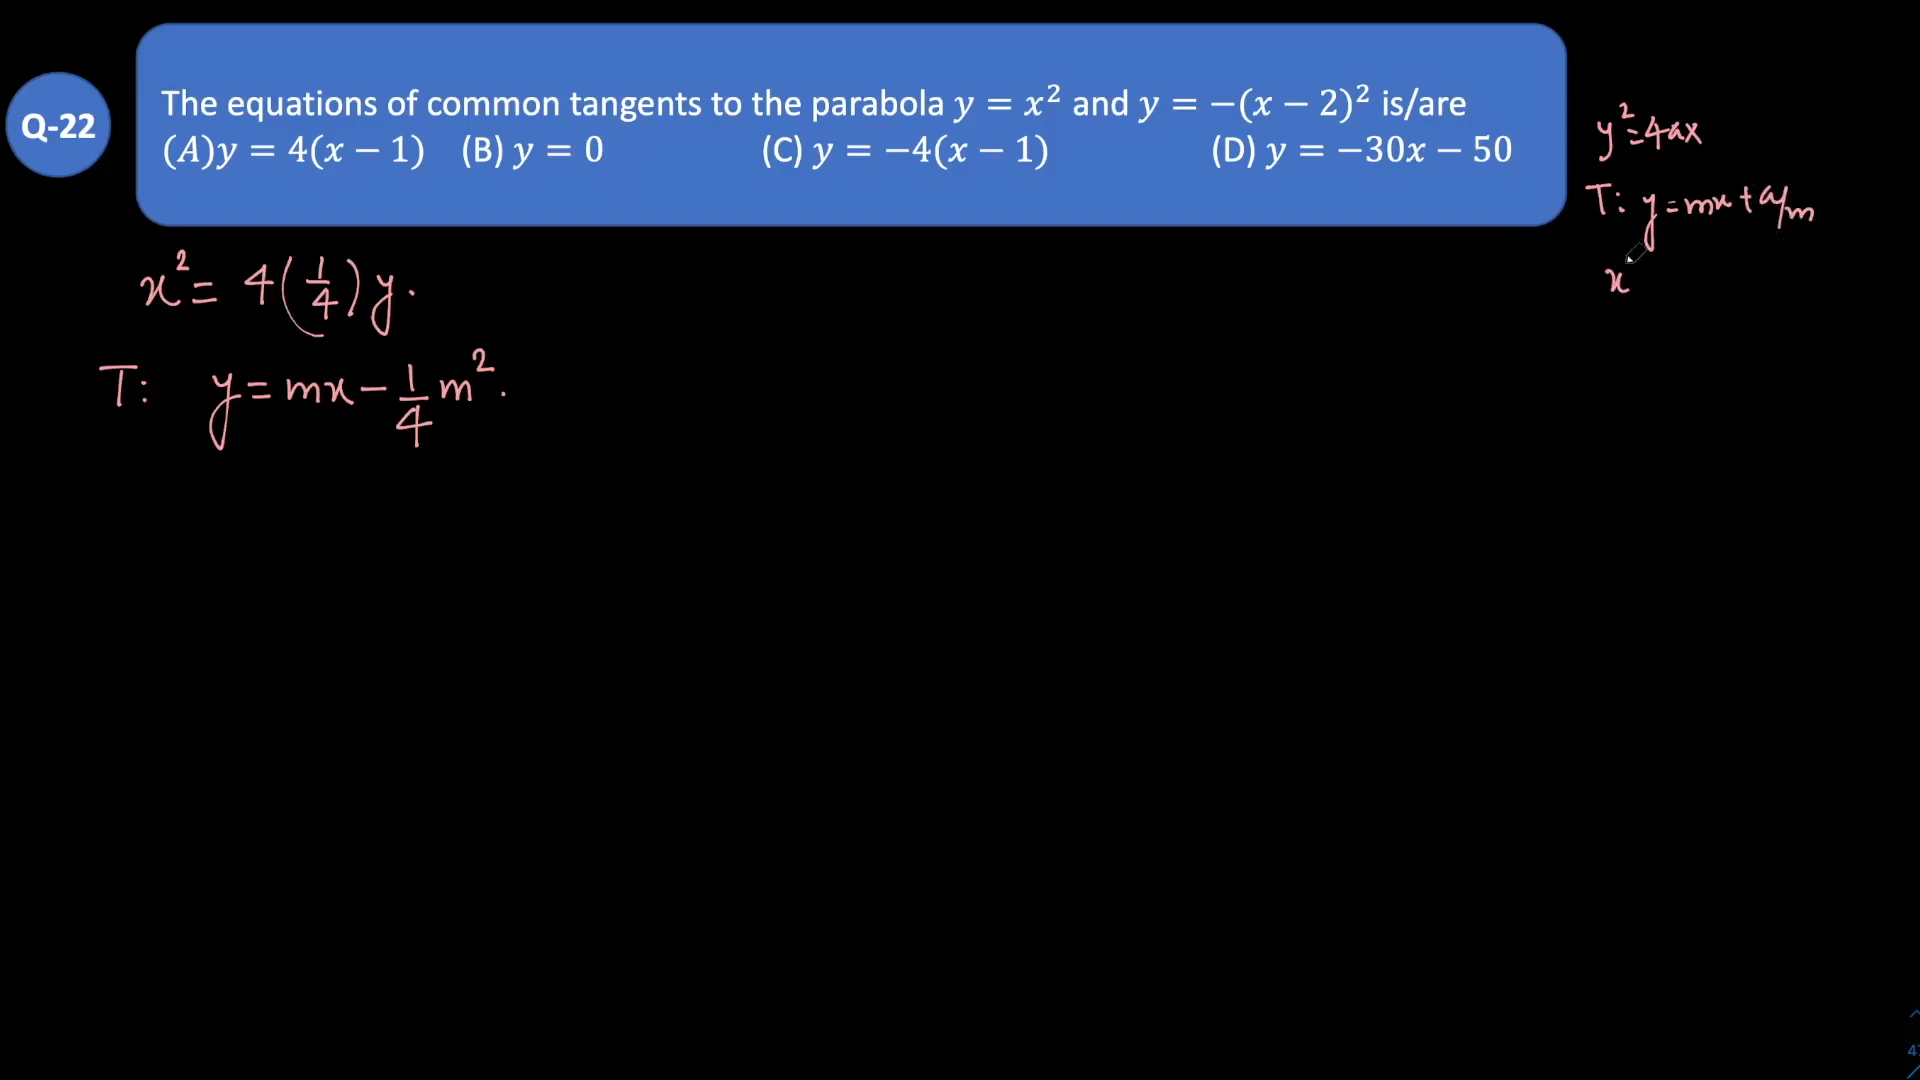 Q-22
The equations of common tangents to the parabola y = x² and y = −(x − 2)² is/are
(A)y = 4(x − 1) (B) y = 0 (C) y = −4(x − 1) (D) y = −30x − 50
y² = 4ax
T: y = mx + a/m
x
x² = 4(1/4)y.
T: y = mx − 1/4 m².